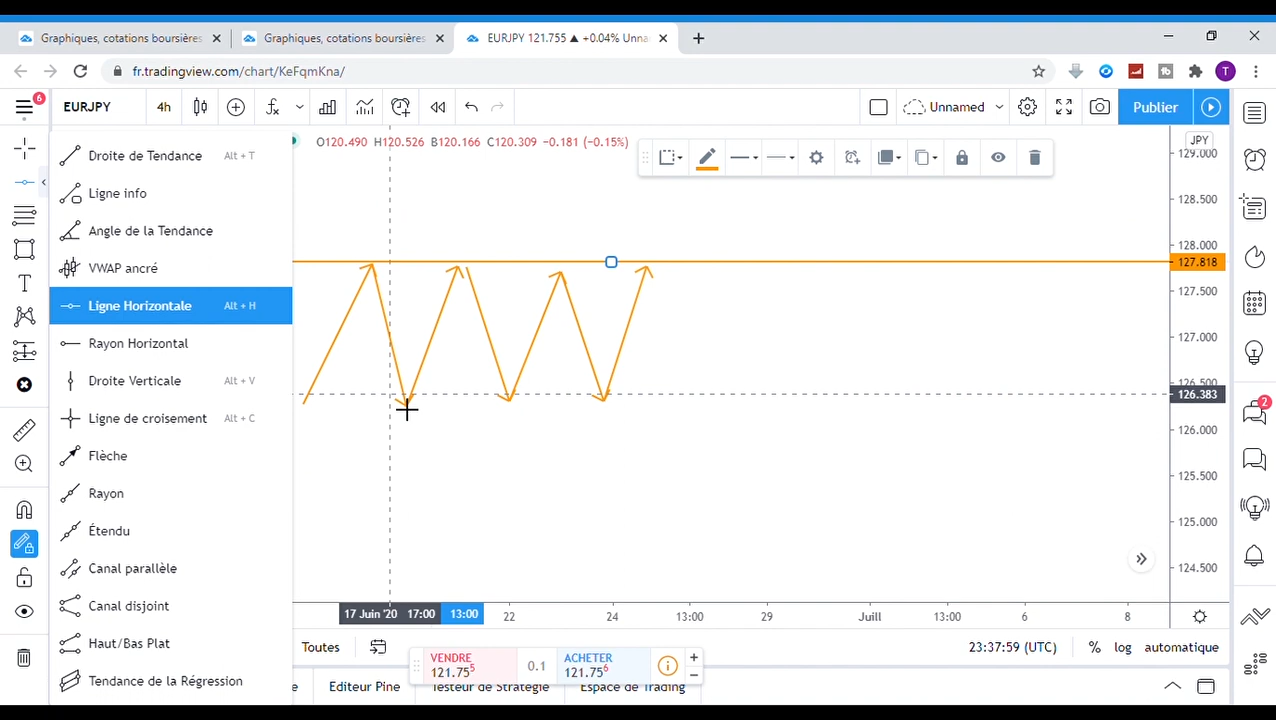 Graphiques, cotations boursières
Graphiques, cotations boursières
EURJPY 121.755 ▲ +0.04% Unna
fr.tradingview.com/chart/KeFqmKna/
T
6
EURJPY
4h
Unnamed
Publier
O120.490 H120.526 B120.166 C120.309 -0.181 (-0.15%)
JPY
Droite de Tendance Alt + T
Ligne info
Angle de la Tendance
VWAP ancré
Ligne Horizontale Alt + H
Rayon Horizontal
Droite Verticale Alt + V
Ligne de croisement Alt + C
Flèche
Rayon
Étendu
Canal parallèle
Canal disjoint
Haut/Bas Plat
Tendance de la Régression
T
129.000
128.500
128.000
127.818
127.500
127.000
126.500
126.383
126.000
125.500
125.000
124.500
2
17 Juin '20 17:00 13:00 22 24 13:00 29 Juill 13:00 6 8
Toutes
23:37:59 (UTC) % log automatique
VENDRE
121.75⁵
0.1
ACHETER
121.75⁶
e
Editeur Pine
Testeur de Stratégie
Espace de Trading